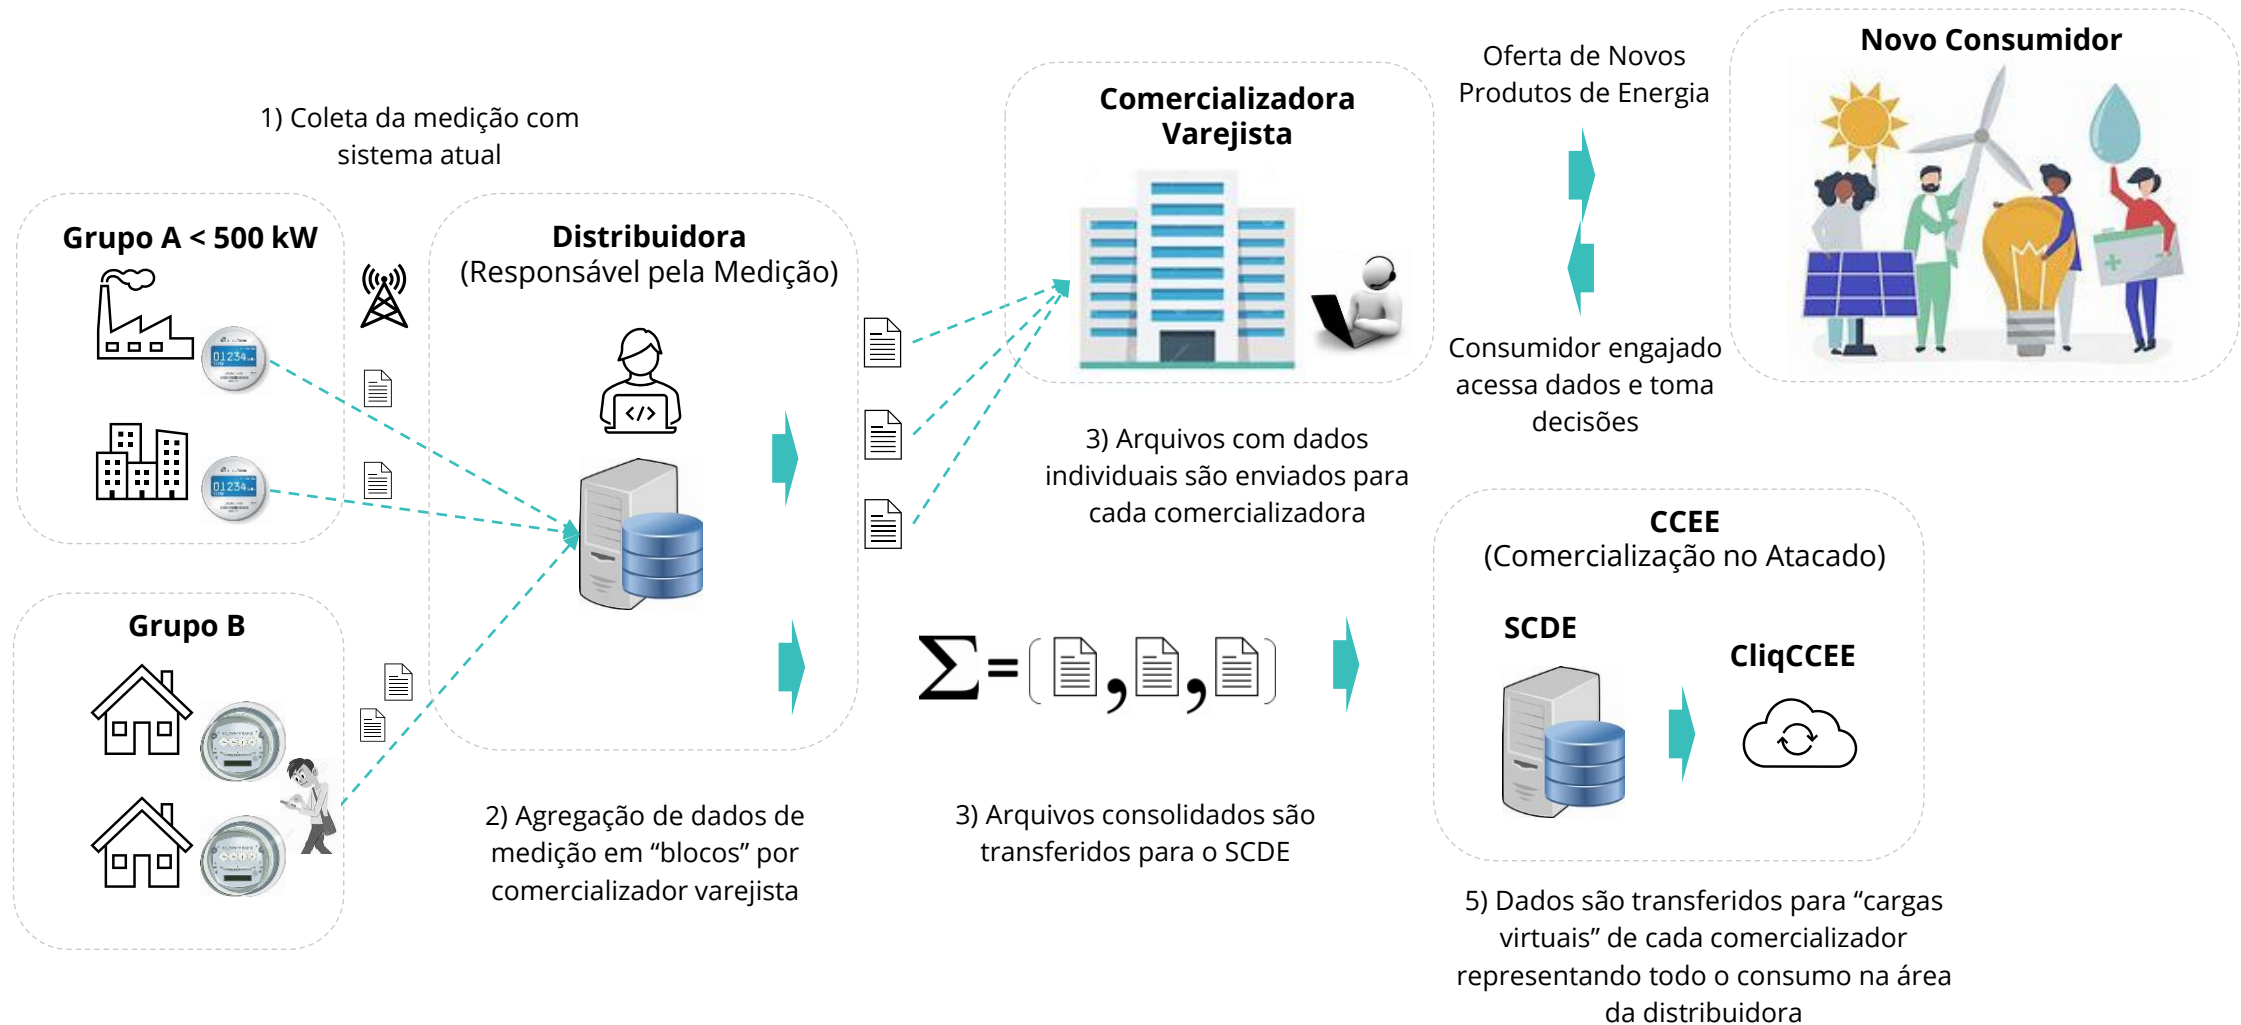 1) Coleta da medição com
sistema atual
Grupo A < 500 kW
01234
01234
Grupo B
Distribuidora
(Responsável pela Medição)
</>
2) Agregação de dados de
medição em “blocos” por
comercializador varejista
Comercializadora
Varejista
3) Arquivos com dados
individuais são enviados para
cada comercializadora
Σ=( , , )
3) Arquivos consolidados são
transferidos para o SCDE
Oferta de Novos
Produtos de Energia
Consumidor engajado
acessa dados e toma
decisões
Novo Consumidor
CCEE
(Comercialização no Atacado)
SCDE
CliqCCEE
5) Dados são transferidos para “cargas
virtuais” de cada comercializador
representando todo o consumo na área
da distribuidora